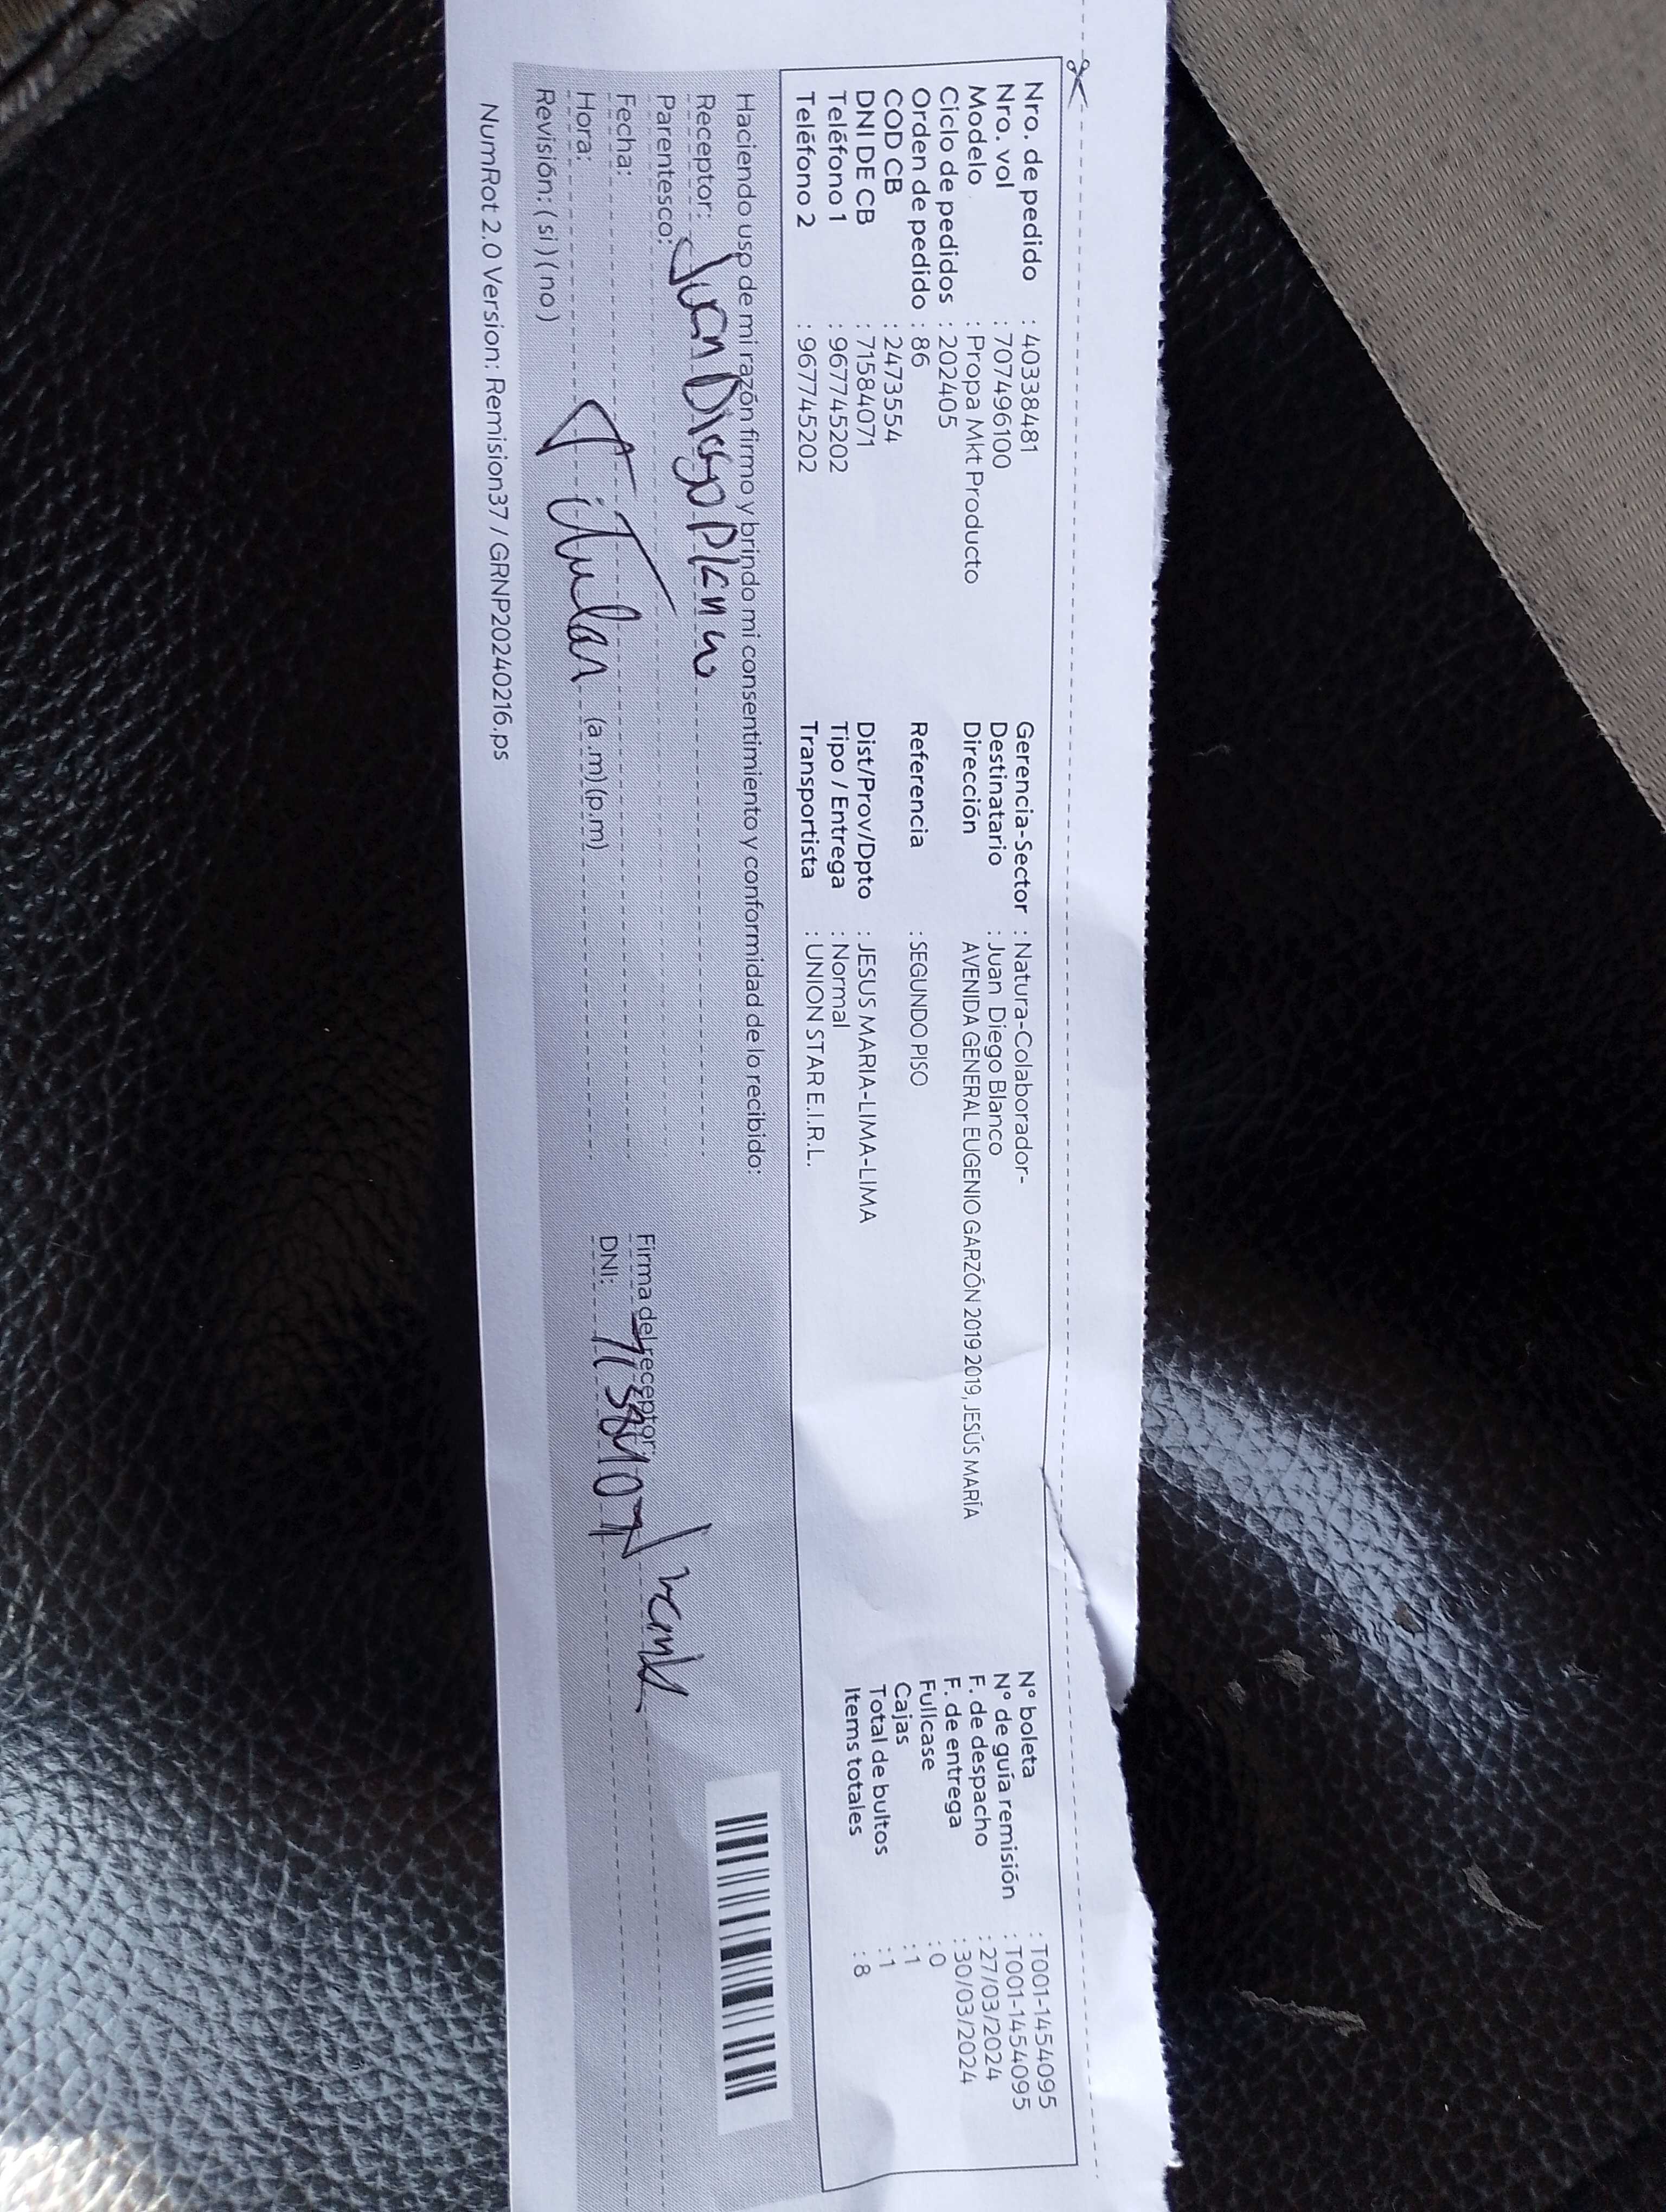 Nro. de pedido : 40338481
Nro. vol : 707496100
Modelo : Propa Mkt Producto
Ciclo de pedidos : 202405
Orden de pedido : 86
COD CB : 2473554
DNI DE CB : 71584071
Teléfono 1 : 967745202
Teléfono 2 : 967745202
Gerencia-Sector : Natura-Colaborador-
Destinatario : Juan Diego Blanco
Dirección AVENIDA GENERAL EUGENIO GARZÓN 2019 2019, JESÚS MARÍA
Referencia : SEGUNDO PISO
Dist/Prov/Dpto : JESUS MARIA-LIMA-LIMA
Tipo / Entrega : Normal
Transportista : UNION STAR E.I.R.L.
N° boleta : T001-1454095
N° de guía remisión : T001-1454095
F. de despacho : 27/03/2024
F. de entrega : 30/03/2024
Fullcase : 0
Cajas : 1
Total de bultos : 1
Items totales : 8
Haciendo uso de mi razón firmo y brindo mi consentimiento y conformidad de lo recibido:
Receptor: Juan Diego
Parentesco:
Fecha:
Hora: Titular (a.m) (p.m)
Revisión: ( si ) ( no )
Firma del receptor:
DNI:
NumRot 2.0 Version: Remision37 / GRNP20240216.ps